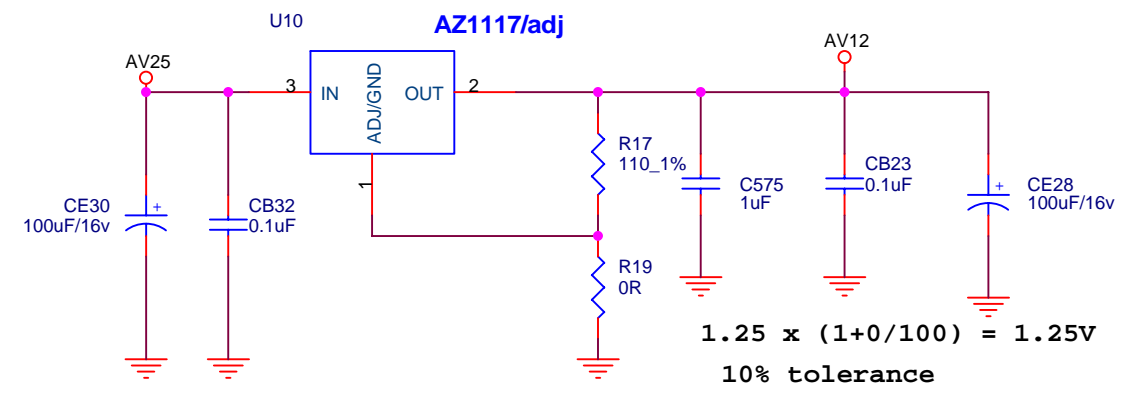 U10
AZ1117/adj
AV25
AV12
3
IN
ADJ/GND
OUT
2
1
R17
110_1%
CB23
0.1uF
C575
1uF
+
CE28
100uF/16v
CE30
100uF/16v
+
CB32
0.1uF
R19
0R
1.25 x (1+0/100) = 1.25V
10% tolerance